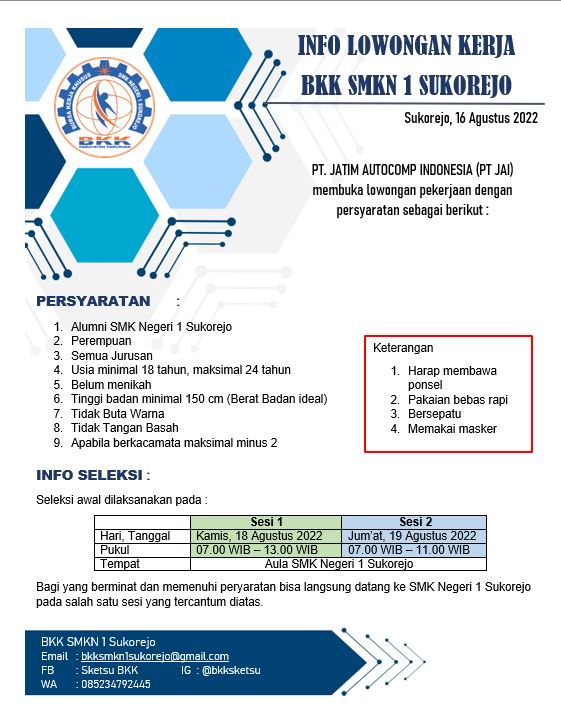 INFO LOWONGAN KERJA
BKK SMKN 1 SUKOREJO
Sukorejo, 16 Agustus 2022
BURSA KERJA KHUSUS SMK NEGERI 1 SUKOREJO
BKK
KABUPATEN PASURUAN
PT. JATIM AUTOCOMP INDONESIA (PT JAI)
membuka lowongan pekerjaan dengan
persyaratan sebagai berikut :
PERSYARATAN :
1. Alumni SMK Negeri 1 Sukorejo
2. Perempuan
3. Semua Jurusan
4. Usia minimal 18 tahun, maksimal 24 tahun
5. Belum menikah
6. Tinggi badan minimal 150 cm (Berat Badan ideal)
7. Tidak Buta Warna
8. Tidak Tangan Basah
9. Apabila berkacamata maksimal minus 2
Keterangan
1. Harap membawa
ponsel
2. Pakaian bebas rapi
3. Bersepatu
4. Memakai masker
INFO SELEKSI :
Seleksi awal dilaksanakan pada :
Sesi 1 Sesi 2
Hari, Tanggal Kamis, 18 Agustus 2022 Jum'at, 19 Agustus 2022
Pukul 07.00 WIB – 13.00 WIB 07.00 WIB – 11.00 WIB
Tempat Aula SMK Negeri 1 Sukorejo
Bagi yang berminat dan memenuhi peryaratan bisa langsung datang ke SMK Negeri 1 Sukorejo
pada salah satu sesi yang tercantum diatas.
BKK SMKN 1 Sukorejo
Email : bkksmkn1sukorejo@gmail.com
FB : Sketsu BKK IG : @bkksketsu
WA : 085234792445